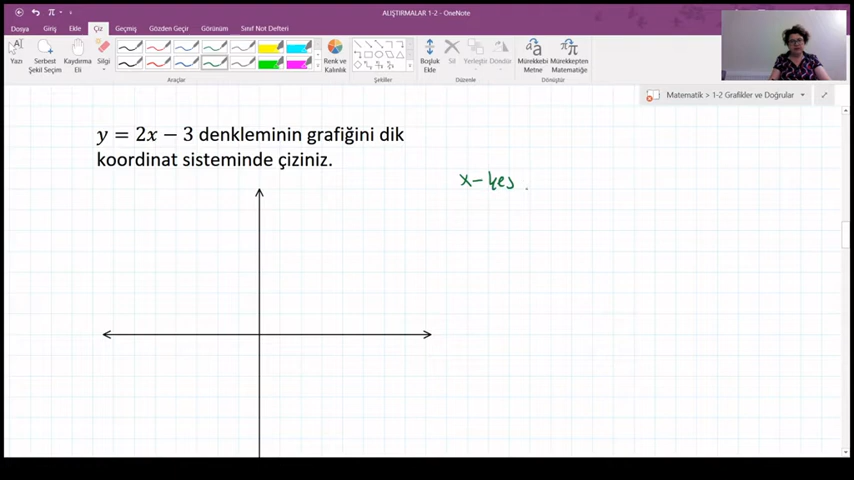 ALIŞTIRMALAR 1-2 - OneNote
Dosya Giriş Ekle Çiz Geçmiş Gözden Geçir Görünüm Sınıf Not Defteri
Yazı Serbest Şekil Seçim Kaydırma Eli Silgi Renk ve Kalınlık Boşluk Ekle Sil Yerleştir Döndür Mürekkebi Metne Mürekkepten Matematiğe
Araçlar Şekiller Düzenle Dönüştür
Matematik > 1-2 Grafikler ve Doğrular
y = 2x − 3 denkleminin grafiğini dik
koordinat sisteminde çiziniz.
x- kes .